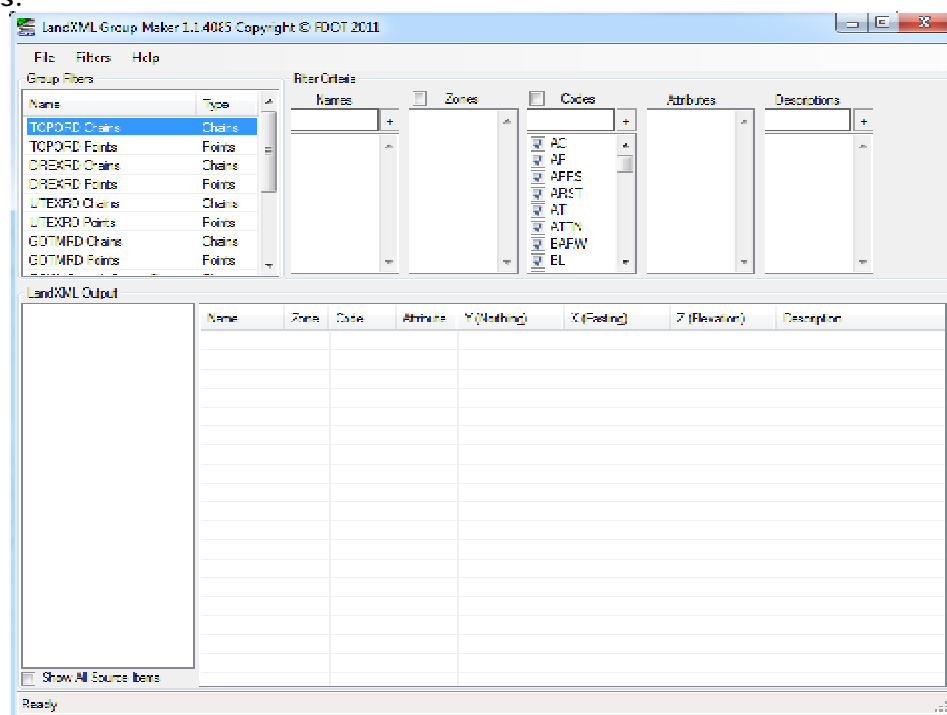 s.
LandXML Group Maker 1.1.4085 Copyright © FDOT 2011
File Filters Help
Group Filters
Name Type
TOPORD Chains Chains
TOPORD Points Points
DREXRD Chains Chains
DREXRD Points Points
UTEXRD Chains Chains
UTEXRD Points Points
GDTMRD Chains Chains
GDTMRD Points Points
Filter Criteria
Names Zones Codes Attributes Descriptions
+ + +
AC
AP
ARST
AT
ATTN
BARW
BL
LandXML Output
Name Zone Code Attribute Y (Northing) X (Easting) Z (Elevation) Description
Show All Source Items
Ready